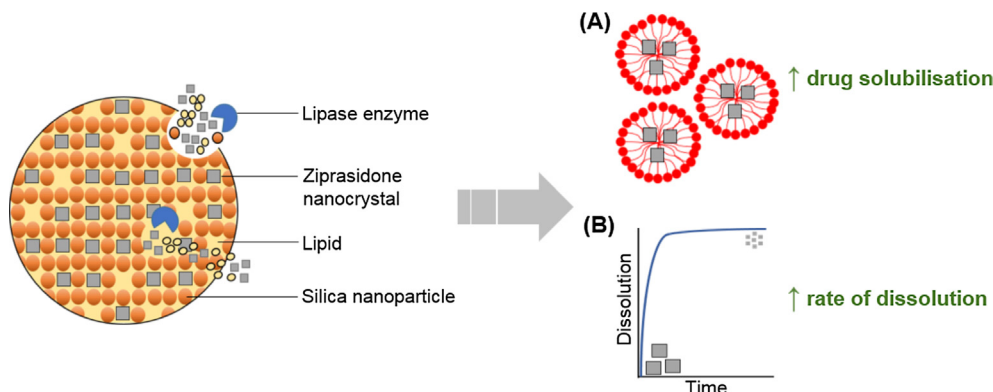 (A)
↑ drug solubilisation
Lipase enzyme
Ziprasidone
nanocrystal
Lipid
Silica nanoparticle
(B)
Dissolution
Time
↑ rate of dissolution